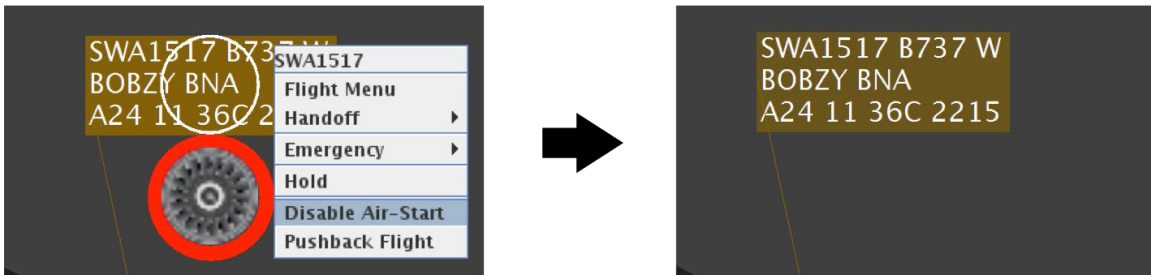 SWA1517 B737 W
BOBZY BNA
A24 11 36C 2
SWA1517
Flight Menu
Handoff
Emergency
Hold
Disable Air-Start
Pushback Flight
SWA1517 B737 W
BOBZY BNA
A24 11 36C 2215